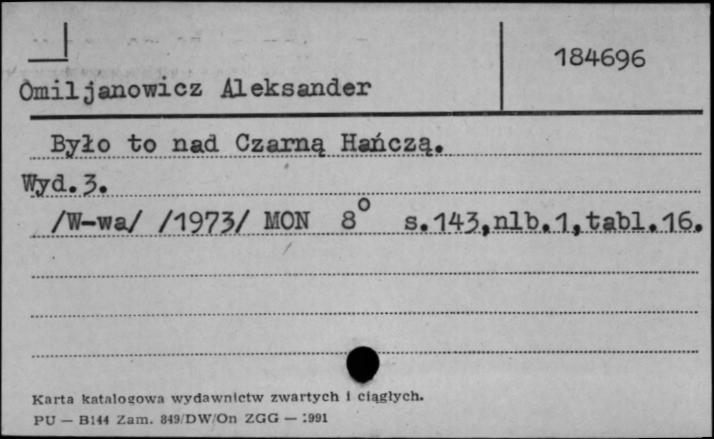 184696
Omiljanowicz Aleksander
Było to nad Czarną Hańczą.
Wyd.3.
/W-wa/ /1973/ MON 8° s.143,nlb.1,tabl.16.
Karta katalogowa wydawnictw zwartych i ciągłych.
PU — B144 Zam. 849/DW/On ZGG — 1991